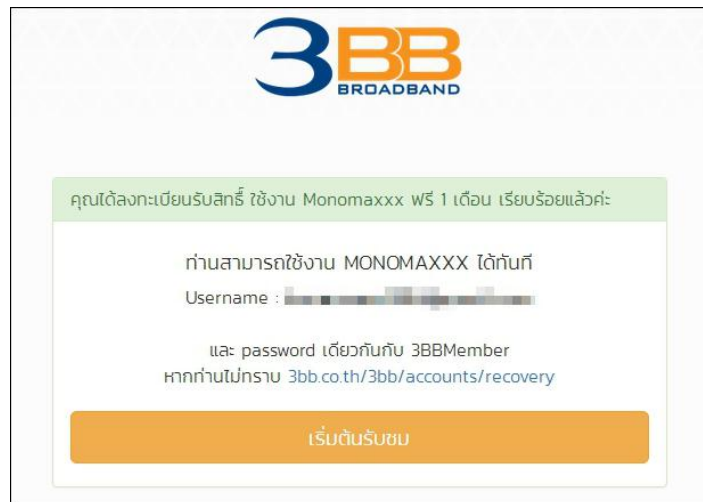 3BB
BROADBAND
คุณได้ลงทะเบียนรับสิทธิ์ ใช้งาน Monomaxxx ฟรี 1 เดือน เรียบร้อยแล้วค่ะ
ท่านสามารถใช้งาน MONOMAXXX ได้ทันที
Username :
และ password เดียวกันกับ 3BBMember
หากท่านไม่ทราบ 3bb.co.th/3bb/accounts/recovery
เริ่มต้นรับชม